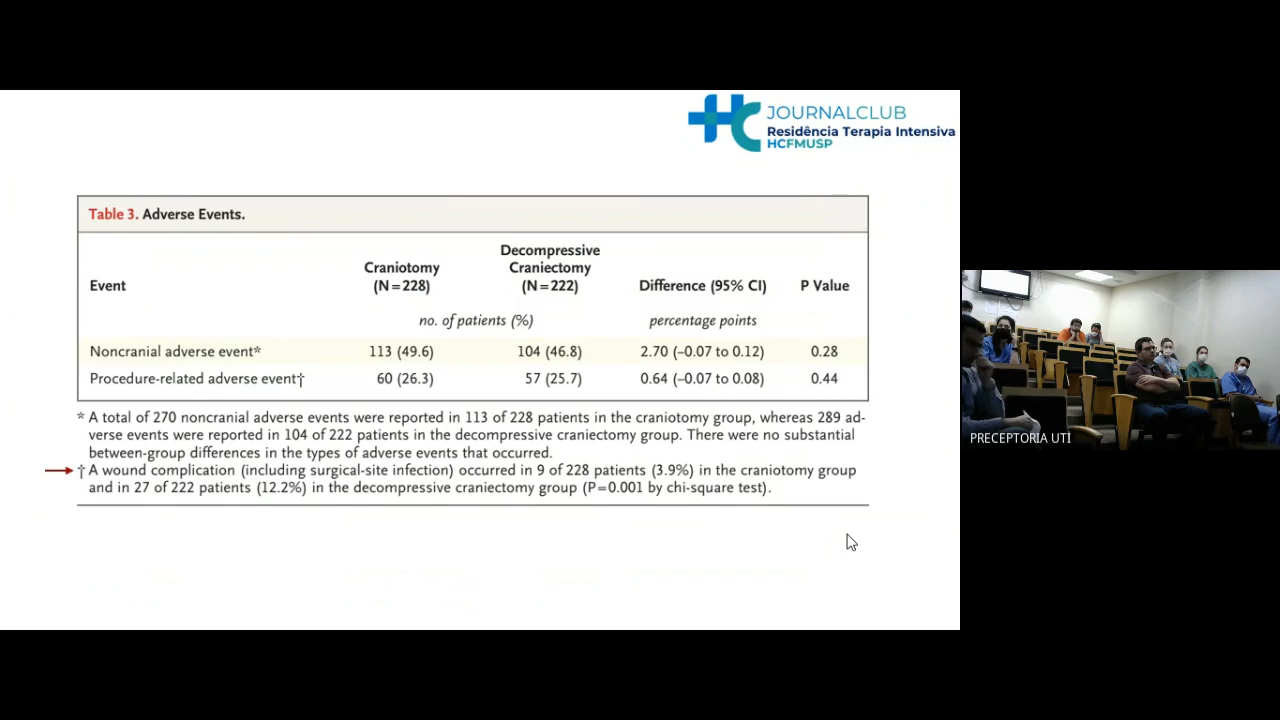 JOURNALCLUB
Residência Terapia Intensiva
HCFMUSP
Table 3. Adverse Events.
Event Craniotomy (N=228) Decompressive Craniectomy (N=222) Difference (95% CI) P Value
no. of patients (%) percentage points
Noncranial adverse event* 113 (49.6) 104 (46.8) 2.70 (–0.07 to 0.12) 0.28
Procedure-related adverse event† 60 (26.3) 57 (25.7) 0.64 (–0.07 to 0.08) 0.44
* A total of 270 noncranial adverse events were reported in 113 of 228 patients in the craniotomy group, whereas 289 ad-
verse events were reported in 104 of 222 patients in the decompressive craniectomy group. There were no substantial
between-group differences in the types of adverse events that occurred.
† A wound complication (including surgical-site infection) occurred in 9 of 228 patients (3.9%) in the craniotomy group
and in 27 of 222 patients (12.2%) in the decompressive craniectomy group (P=0.001 by chi-square test).
PRECEPTORIA UTI